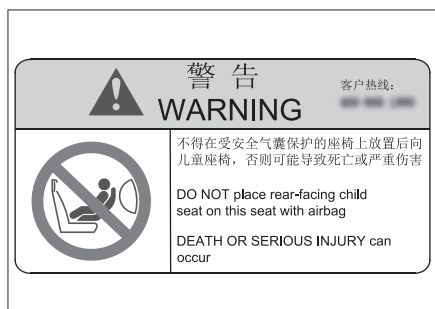 警告
客户热线:
WARNING
不得在受安全气囊保护的座椅上放置后向
儿童座椅，否则可能导致死亡或严重伤害
DO NOT place rear-facing child
seat on this seat with airbag
DEATH OR SERIOUS INJURY can
occur